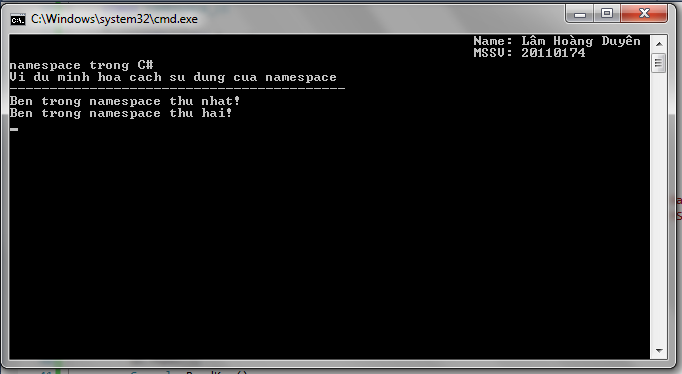 C:\Windows\system32\cmd.exe
Name: Lâm Hoàng Duyên
MSSV: 20110174
namespace trong C#
Vi du minh hoa cach su dung cua namespace
----------------------------------------
Ben trong namespace thu nhat!
Ben trong namespace thu hai!